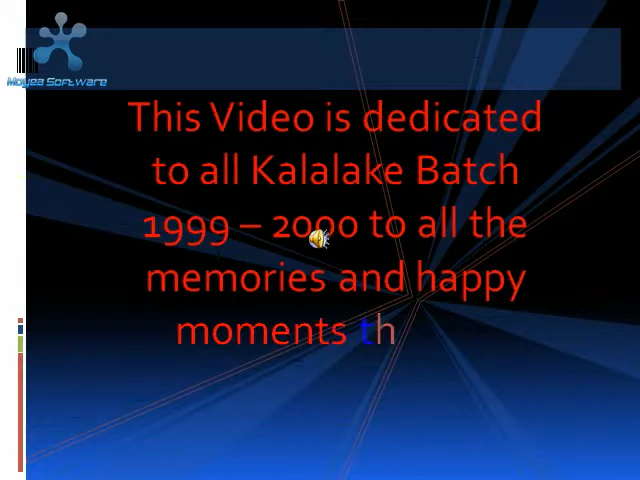 Moyea Software
This Video is dedicated
to all Kalalake Batch
1999 – 2000 to all the
memories and happy
moments th